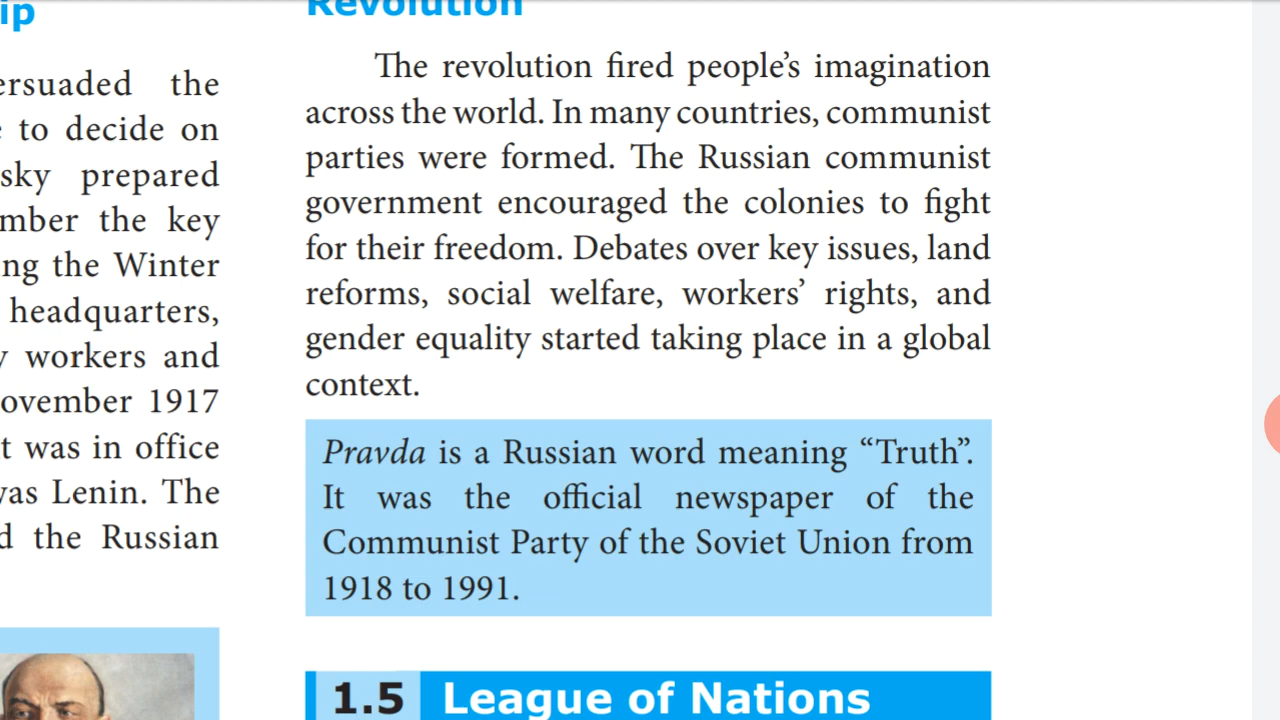 ip
ersuaded the
to decide on
sky prepared
mber the key
ng the Winter
headquarters,
y workers and
ovember 1917
t was in office
was Lenin. The
d the Russian
Revolution
The revolution fired people’s imagination
across the world. In many countries, communist
parties were formed. The Russian communist
government encouraged the colonies to fight
for their freedom. Debates over key issues, land
reforms, social welfare, workers’ rights, and
gender equality started taking place in a global
context.
Pravda is a Russian word meaning “Truth”.
It was the official newspaper of the
Communist Party of the Soviet Union from
1918 to 1991.
1.5 League of Nations